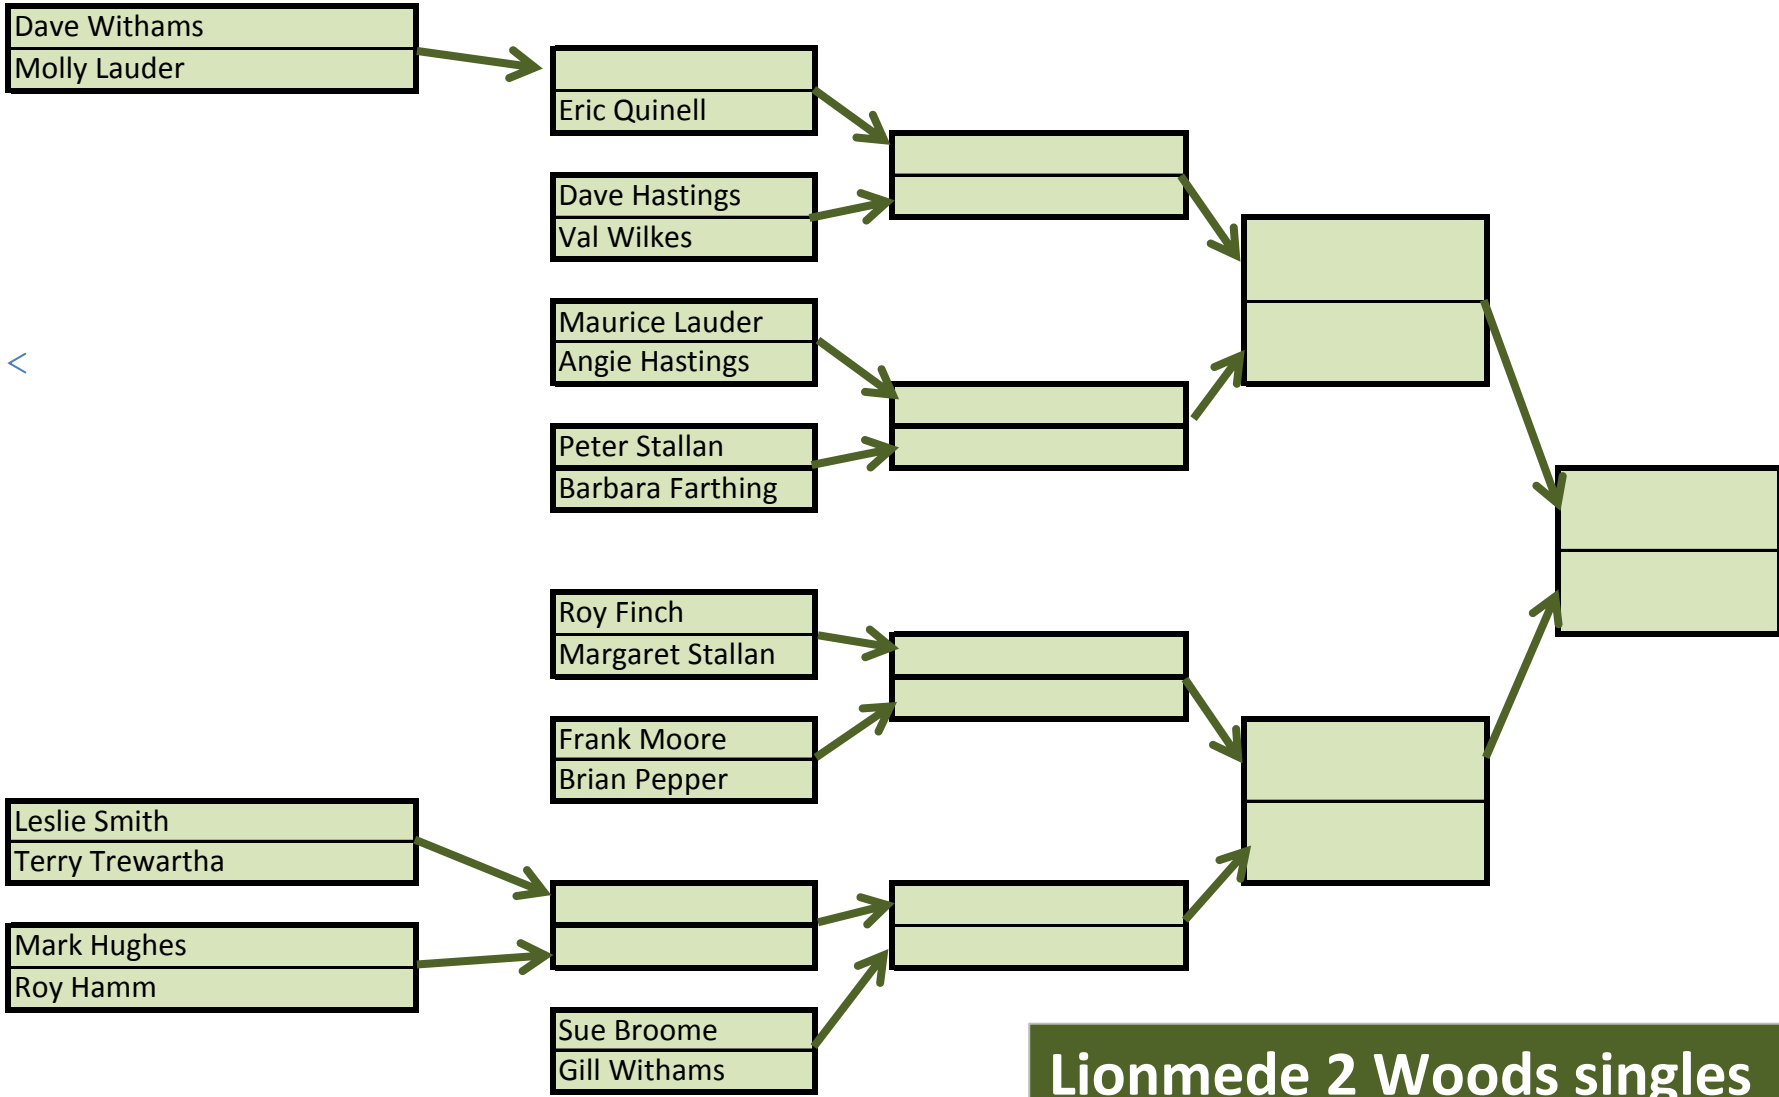 Dave Withams
Molly Lauder
Eric Quinell
Dave Hastings
Val Wilkes
Maurice Lauder
Angie Hastings
<
Peter Stallan
Barbara Farthing
Roy Finch
Margaret Stallan
Frank Moore
Brian Pepper
Leslie Smith
Terry Trewartha
Mark Hughes
Roy Hamm
Sue Broome
Gill Withams
Lionmede 2 Woods singles